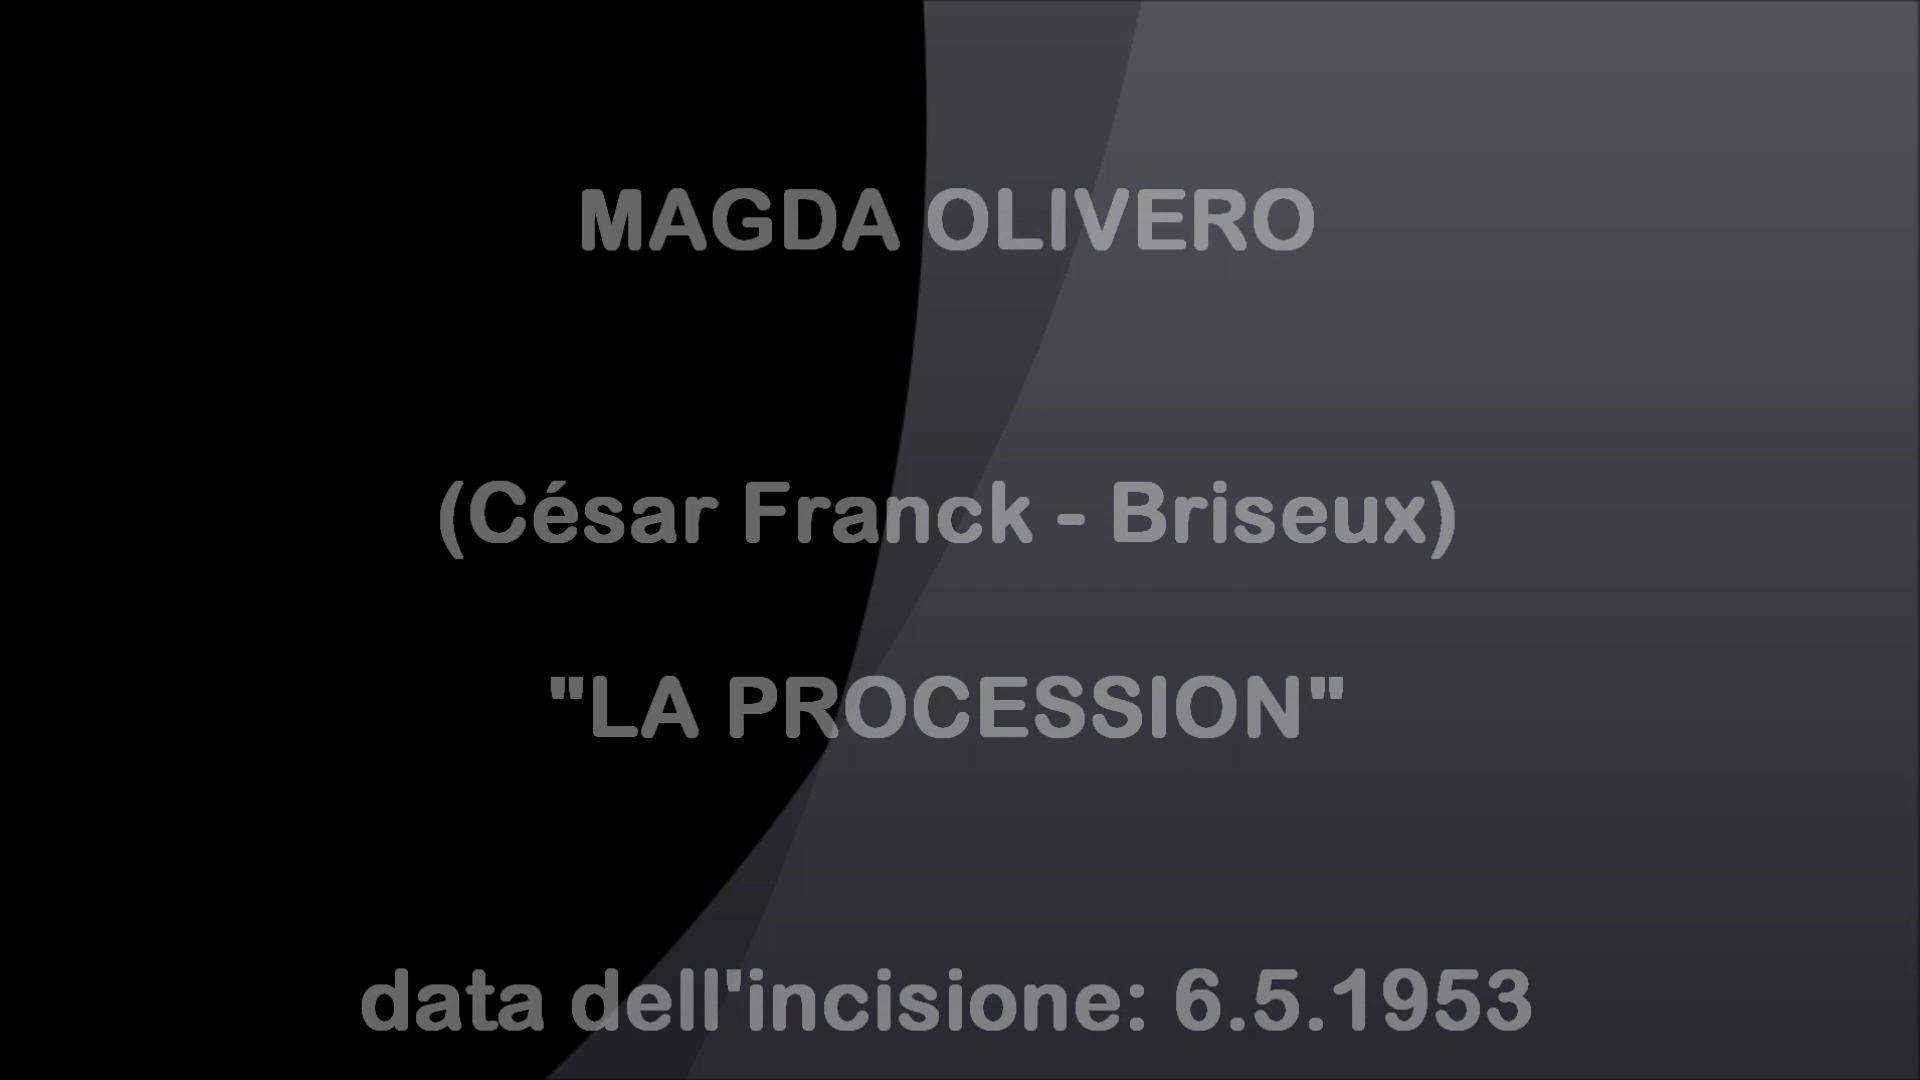 MAGDA OLIVERO
(César Franck - Briseux)
"LA PROCESSION"
data dell'incisione: 6.5.1953